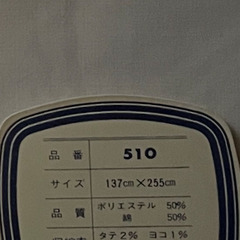 品番 510
サイズ 137cm×255cm
品質 ポリエステル 50%
綿 50%
タテ2% ヨコ1%